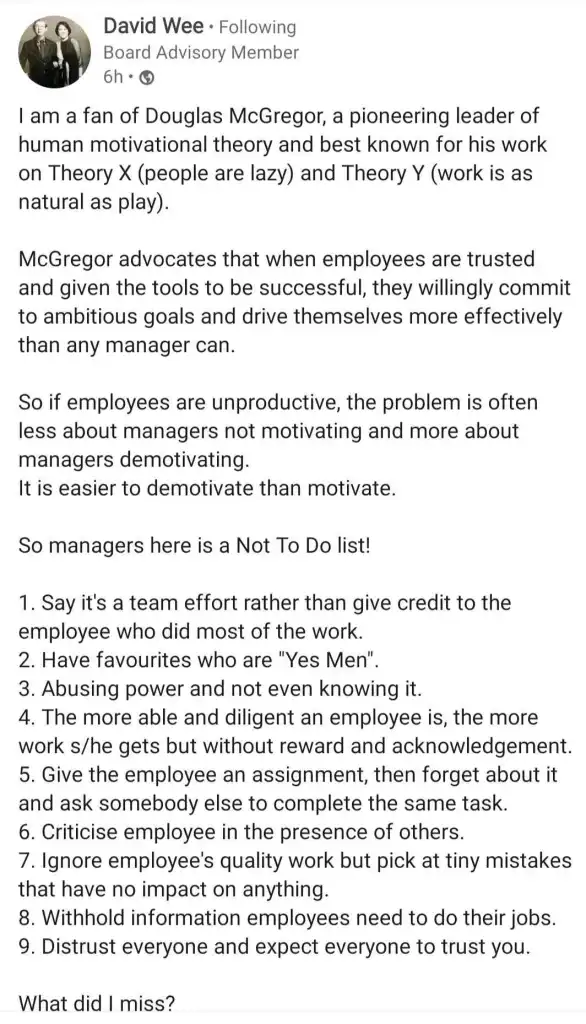 David Wee • Following
Board Advisory Member
6h •
I am a fan of Douglas McGregor, a pioneering leader of
human motivational theory and best known for his work
on Theory X (people are lazy) and Theory Y (work is as
natural as play).
McGregor advocates that when employees are trusted
and given the tools to be successful, they willingly commit
to ambitious goals and drive themselves more effectively
than any manager can.
So if employees are unproductive, the problem is often
less about managers not motivating and more about
managers demotivating.
It is easier to demotivate than motivate.
So managers here is a Not To Do list!
1. Say it's a team effort rather than give credit to the
employee who did most of the work.
2. Have favourites who are "Yes Men".
3. Abusing power and not even knowing it.
4. The more able and diligent an employee is, the more
work s/he gets but without reward and acknowledgement.
5. Give the employee an assignment, then forget about it
and ask somebody else to complete the same task.
6. Criticise employee in the presence of others.
7. Ignore employee's quality work but pick at tiny mistakes
that have no impact on anything.
8. Withhold information employees need to do their jobs.
9. Distrust everyone and expect everyone to trust you.
What did I miss?